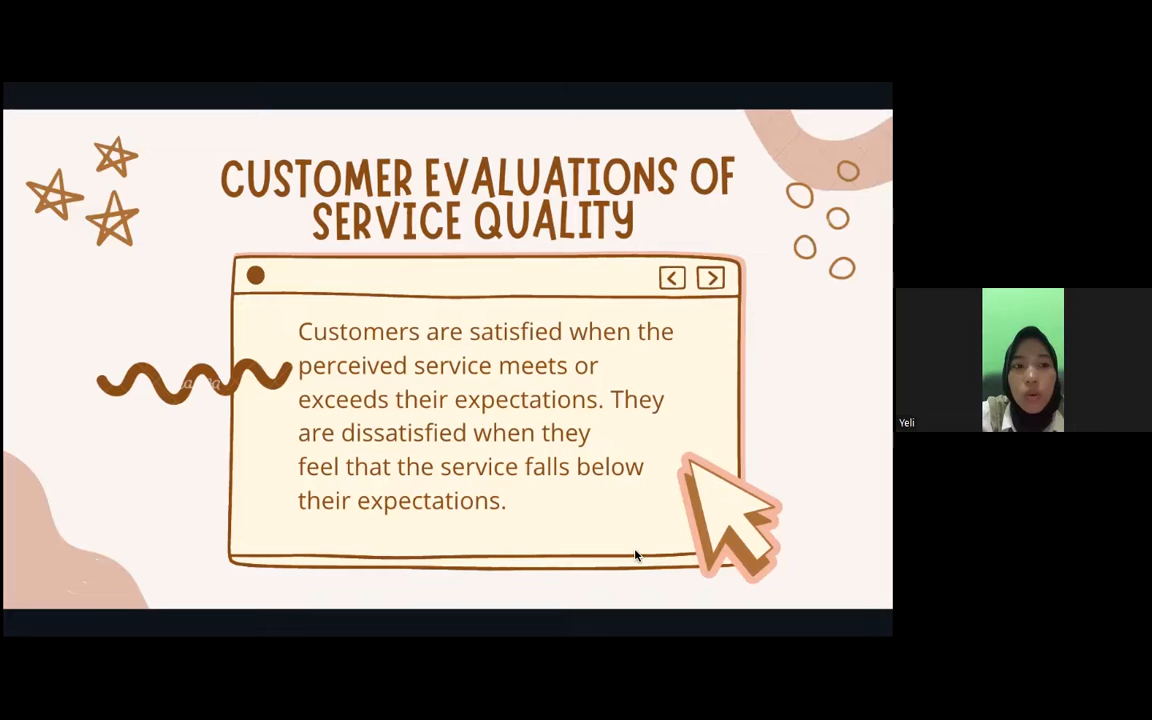 CUSTOMER EVALUATIONS OF
SERVICE QUALITY
Customers are satisfied when the
perceived service meets or
exceeds their expectations. They
are dissatisfied when they
feel that the service falls below
their expectations.
Yeli